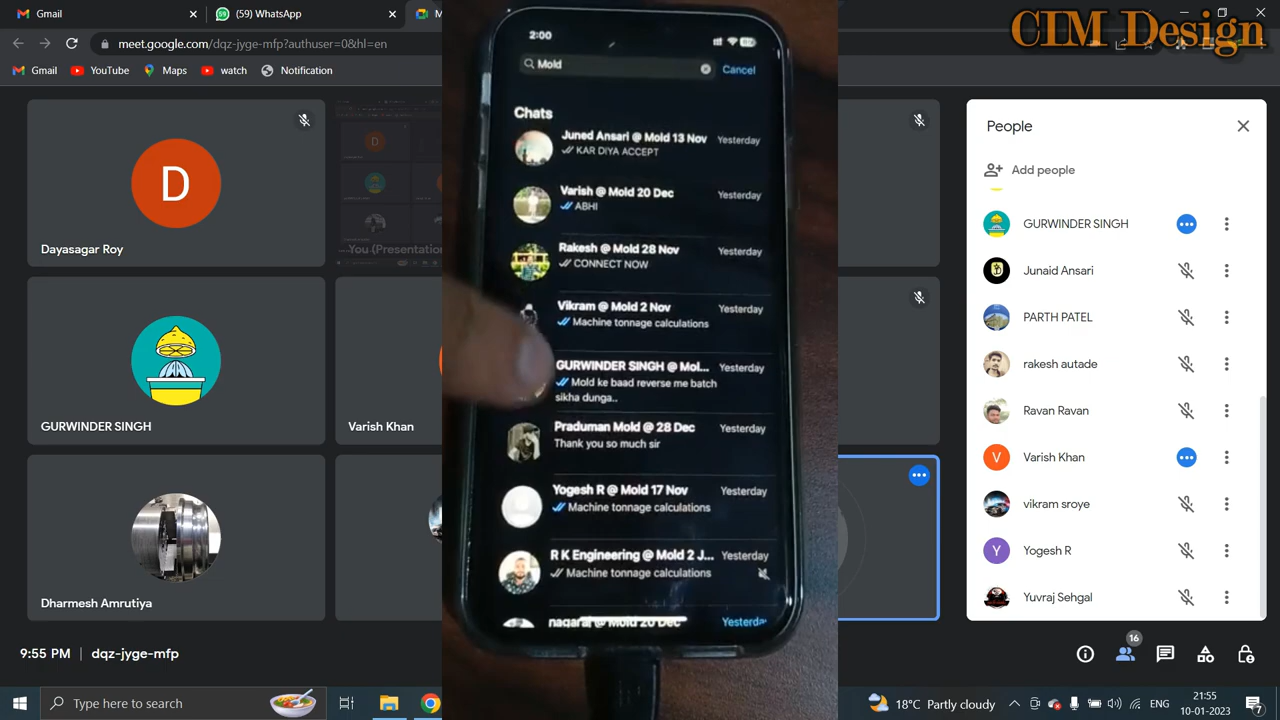 Gmail
(59) WhatsApp
M
CIM Design
meet.google.com/dqz-jyge-mfp?authuser=0&hl=en
Gmail
YouTube
Maps
watch
Notification
D
Dayasagar Roy
You (Presentation
GURWINDER SINGH
Varish Khan
Dharmesh Amrutiya
2:00
Mold
Cancel
Chats
Juned Ansari @ Mold 13 Nov
Yesterday
KAR DIYA ACCEPT
Varish @ Mold 20 Dec
Yesterday
ABHI
Rakesh @ Mold 28 Nov
Yesterday
CONNECT NOW
Vikram @ Mold 2 Nov
Yesterday
Machine tonnage calculations
GURWINDER SINGH @ Mol...
Yesterday
Mold ke baad reverse me batch
sikha dunga..
Praduman Mold @ 28 Dec
Yesterday
Thank you so much sir
Yogesh R @ Mold 17 Nov
Yesterday
Machine tonnage calculations
R K Engineering @ Mold 2 J...
Yesterday
Machine tonnage calculations
nagaraj @ Mold 20 Dec
Yesterday
People
Add people
GURWINDER SINGH
Junaid Ansari
PARTH PATEL
rakesh autade
Ravan Ravan
V
Varish Khan
vikram sroye
Y
Yogesh R
Yuvraj Sehgal
9:55 PM | dqz-jyge-mfp
16
Type here to search
18°C Partly cloudy
ENG
21:55
10-01-2023
7